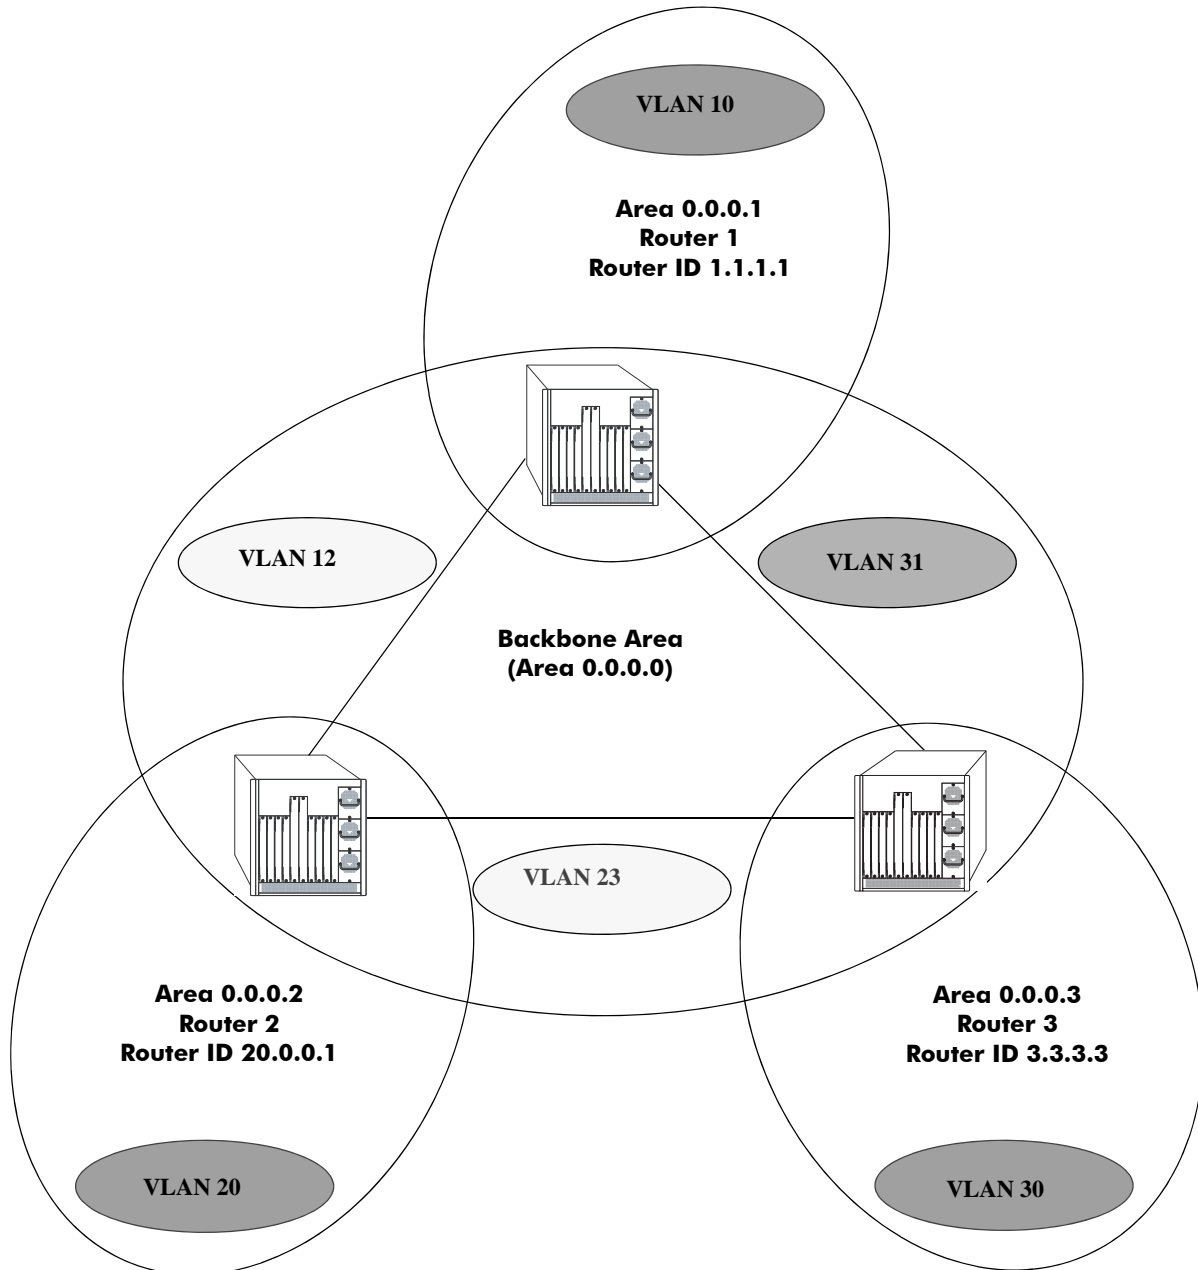 VLAN 10
Area 0.0.0.1
Router 1
Router ID 1.1.1.1
VLAN 12
VLAN 31
Backbone Area
(Area 0.0.0.0)
VLAN 23
Area 0.0.0.2
Router 2
Router ID 20.0.0.1
Area 0.0.0.3
Router 3
Router ID 3.3.3.3
VLAN 20
VLAN 30